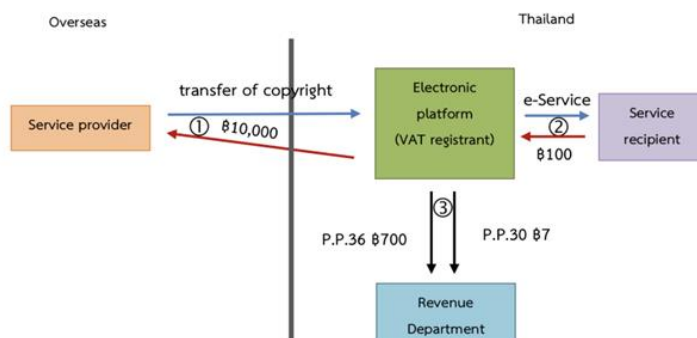 Overseas
Thailand
transfer of copyright
Service provider
① ฿10,000
Electronic
platform
(VAT registrant)
e-Service
②
฿100
Service
recipient
③
P.P.36 ฿700
P.P.30 ฿7
Revenue
Department